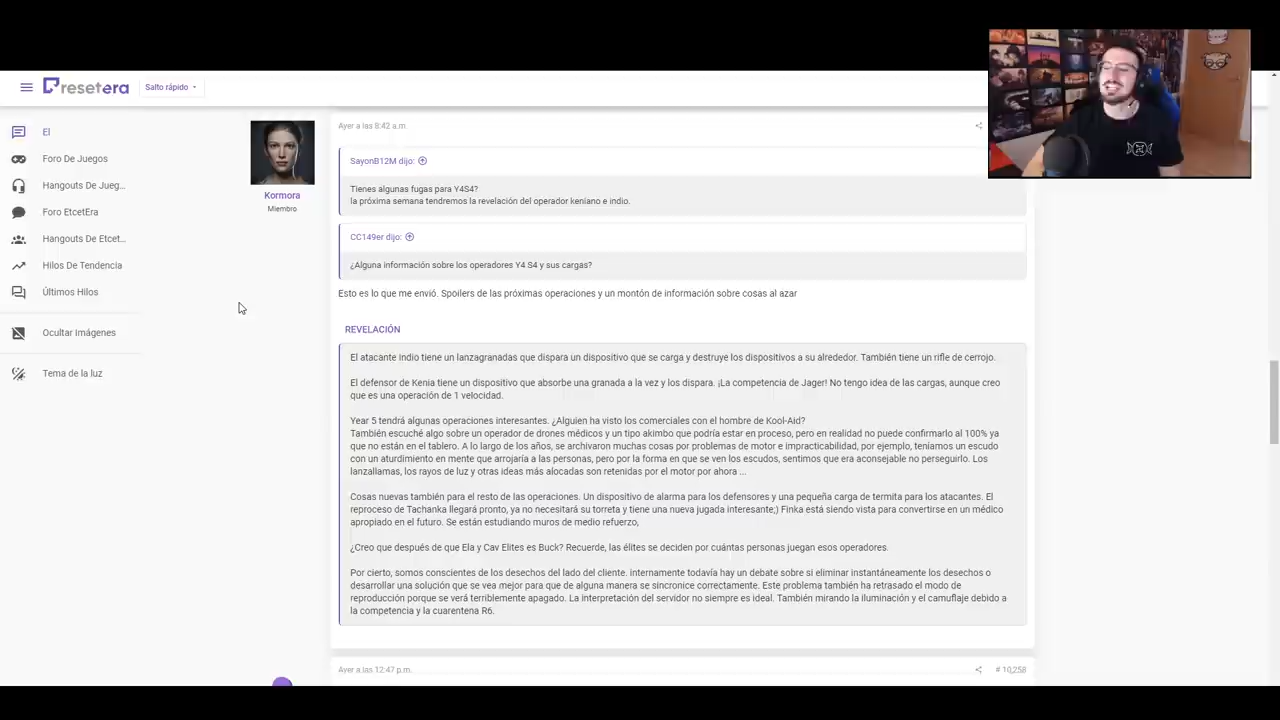 resetera
Salto rápido
El
Foro De Juegos
Hangouts De Jueg...
Foro EtcetEra
Hangouts De Etcet...
Hilos De Tendencia
Últimos Hilos
Ocultar Imágenes
Tema de la luz
Kormora
Miembro
Ayer a las 8:42 a.m.
SayonB12M dijo:
Tienes algunas fugas para Y4S4?
la próxima semana tendremos la revelación del operador keniano e indio.
CC149er dijo:
¿Alguna información sobre los operadores Y4 S4 y sus cargas?
Esto es lo que me envió. Spoilers de las próximas operaciones y un montón de información sobre cosas al azar
REVELACIÓN
El atacante indio tiene un lanzagranadas que dispara un dispositivo que se carga y destruye los dispositivos a su alrededor. También tiene un rifle de cerrojo.
El defensor de Kenia tiene un dispositivo que absorbe una granada a la vez y los dispara. ¡La competencia de Jager! No tengo idea de las cargas, aunque creo
que es una operación de 1 velocidad.
Year 5 tendrá algunas operaciones interesantes. ¿Alguien ha visto los comerciales con el hombre de Kool-Aid?
También escuché algo sobre un operador de drones médicos y un tipo akimbo que podría estar en proceso, pero en realidad no puede confirmarlo al 100% ya
que no están en el tablero. A lo largo de los años, se archivaron muchas cosas por problemas de motor e impracticabilidad, por ejemplo, teníamos un escudo
con un aturdimiento en mente que arrojaría a las personas, pero por la forma en que se ven los escudos, sentimos que era aconsejable no perseguirlo. Los
lanzallamas, los rayos de luz y otras ideas más alocadas son retenidas por el motor por ahora ...
Cosas nuevas también para el resto de las operaciones. Un dispositivo de alarma para los defensores y una pequeña carga de termita para los atacantes. El
reproceso de Tachanka llegará pronto, ya no necesitará su torreta y tiene una nueva jugada interesante;) Finka está siendo vista para convertirse en un médico
apropiado en el futuro. Se están estudiando muros de medio refuerzo,
¿Creo que después de que Ela y Cav Elites es Buck? Recuerde, las élites se deciden por cuántas personas juegan esos operadores.
Por cierto, somos conscientes de los desechos del lado del cliente. internamente todavía hay un debate sobre si eliminar instantáneamente los desechos o
desarrollar una solución que se vea mejor para que de alguna manera se sincronice correctamente. Este problema también ha retrasado el modo de
reproducción porque se verá terriblemente apagado. La interpretación del servidor no siempre es ideal. También mirando la iluminación y el camuflaje debido a
la competencia y la cuarentena R6.
Ayer a las 12:47 p.m.
# 10,258